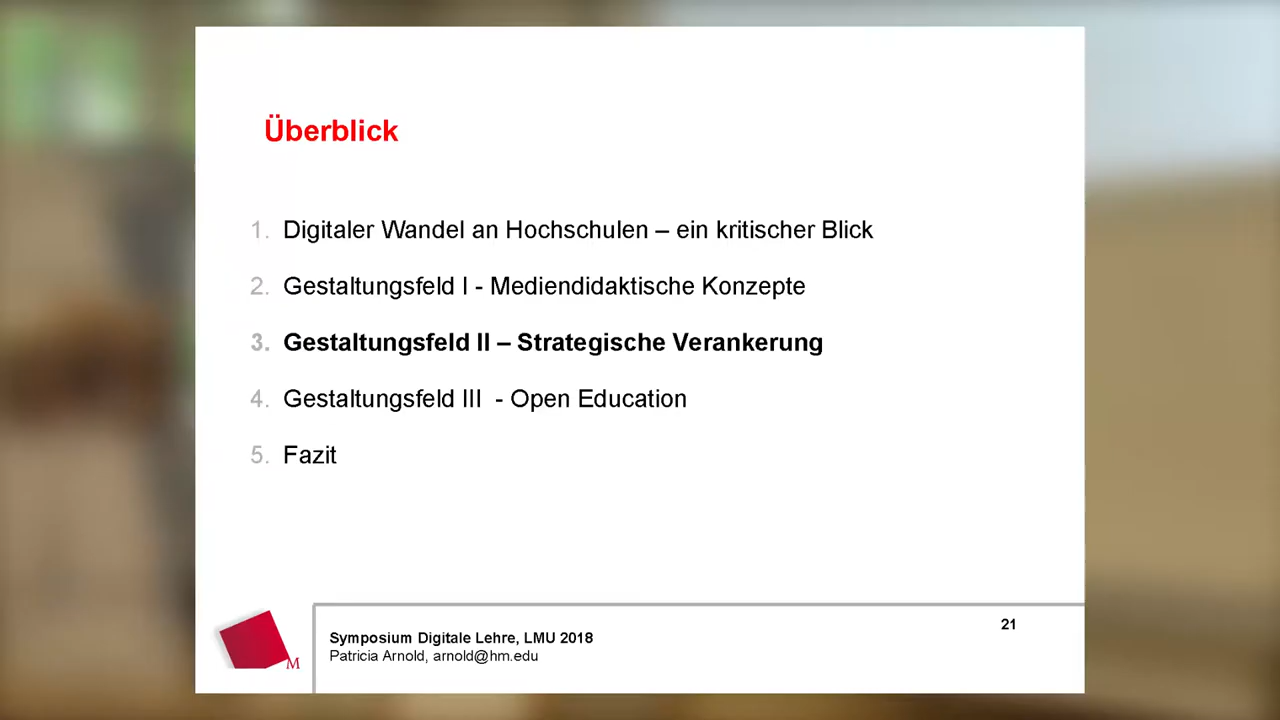 Überblick
1. Digitaler Wandel an Hochschulen – ein kritischer Blick
2. Gestaltungsfeld I - Mediendidaktische Konzepte
3. Gestaltungsfeld II – Strategische Verankerung
4. Gestaltungsfeld III - Open Education
5. Fazit
M
Symposium Digitale Lehre, LMU 2018
Patricia Arnold, arnold@hm.edu
21